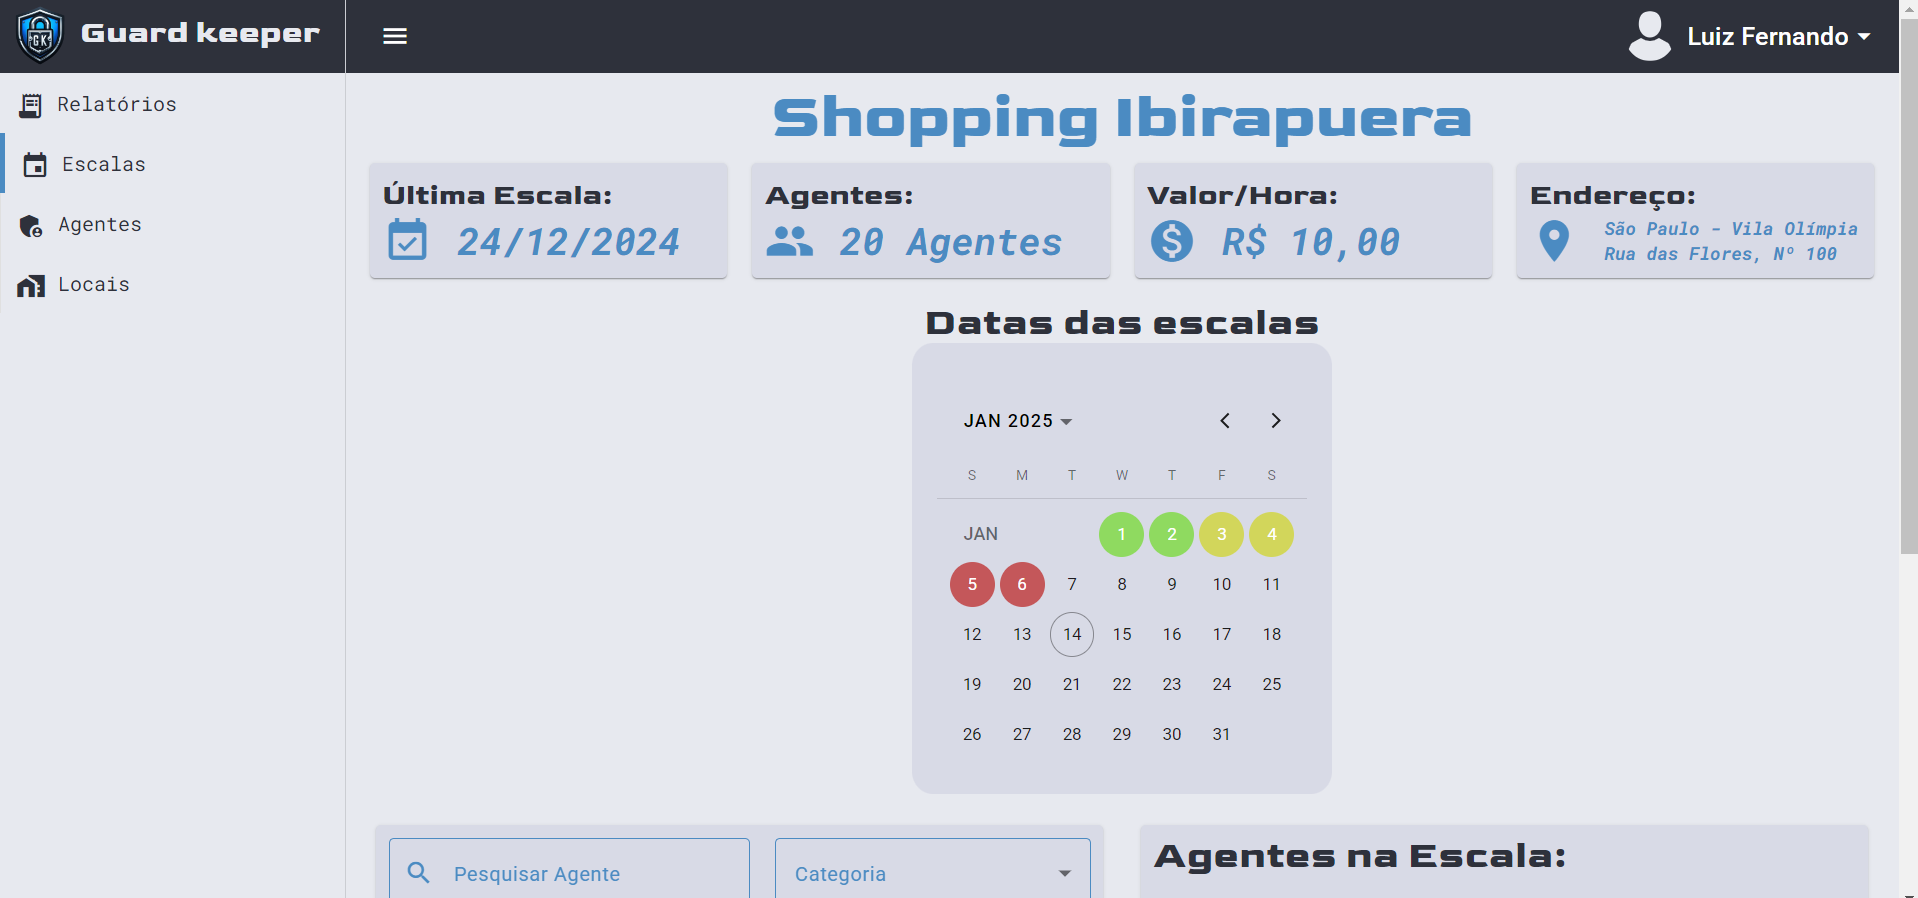 GK
Guard keeper
Luiz Fernando
Relatórios
Escalas
Agentes
Locais
Shopping Ibirapuera
Última Escala:
24/12/2024
Agentes:
20 Agentes
Valor/Hora:
R$ 10,00
Endereço:
São Paulo - Vila Olímpia
Rua das Flores, Nº 100
Datas das escalas
JAN 2025
S M T W T F S
JAN 1 2 3 4
5 6 7 8 9 10 11
12 13 14 15 16 17 18
19 20 21 22 23 24 25
26 27 28 29 30 31
Pesquisar Agente
Categoria
Agentes na Escala: